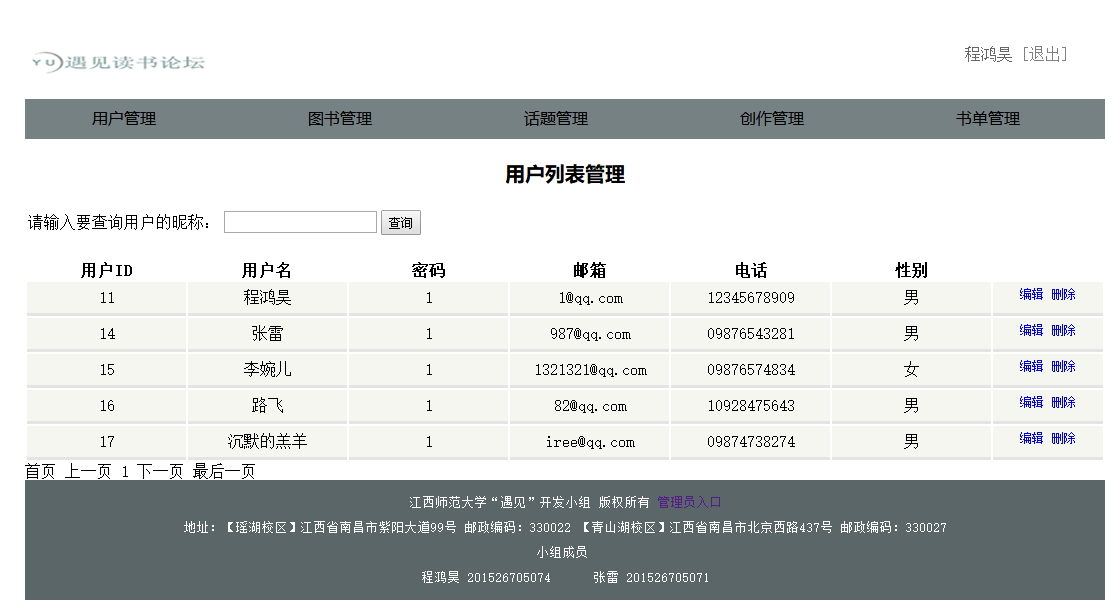 YU遇见读书论坛
程鸿昊 [退出]
用户管理 图书管理 话题管理 创作管理 书单管理
用户列表管理
请输入要查询用户的昵称： 查询
用户ID 用户名 密码 邮箱 电话 性别
11 程鸿昊 1 1@qq.com 12345678909 男 编辑 删除
14 张雷 1 987@qq.com 09876543281 男 编辑 删除
15 李婉儿 1 1321321@qq.com 09876574834 女 编辑 删除
16 路飞 1 82@qq.com 10928475643 男 编辑 删除
17 沉默的羔羊 1 iree@qq.com 09874738274 男 编辑 删除
首页 上一页 1 下一页 最后一页
江西师范大学“遇见”开发小组 版权所有 管理员入口
地址：【瑶湖校区】江西省南昌市紫阳大道99号 邮政编码：330022 【青山湖校区】江西省南昌市北京西路437号 邮政编码：330027
小组成员
程鸿昊 201526705074 张雷 201526705071